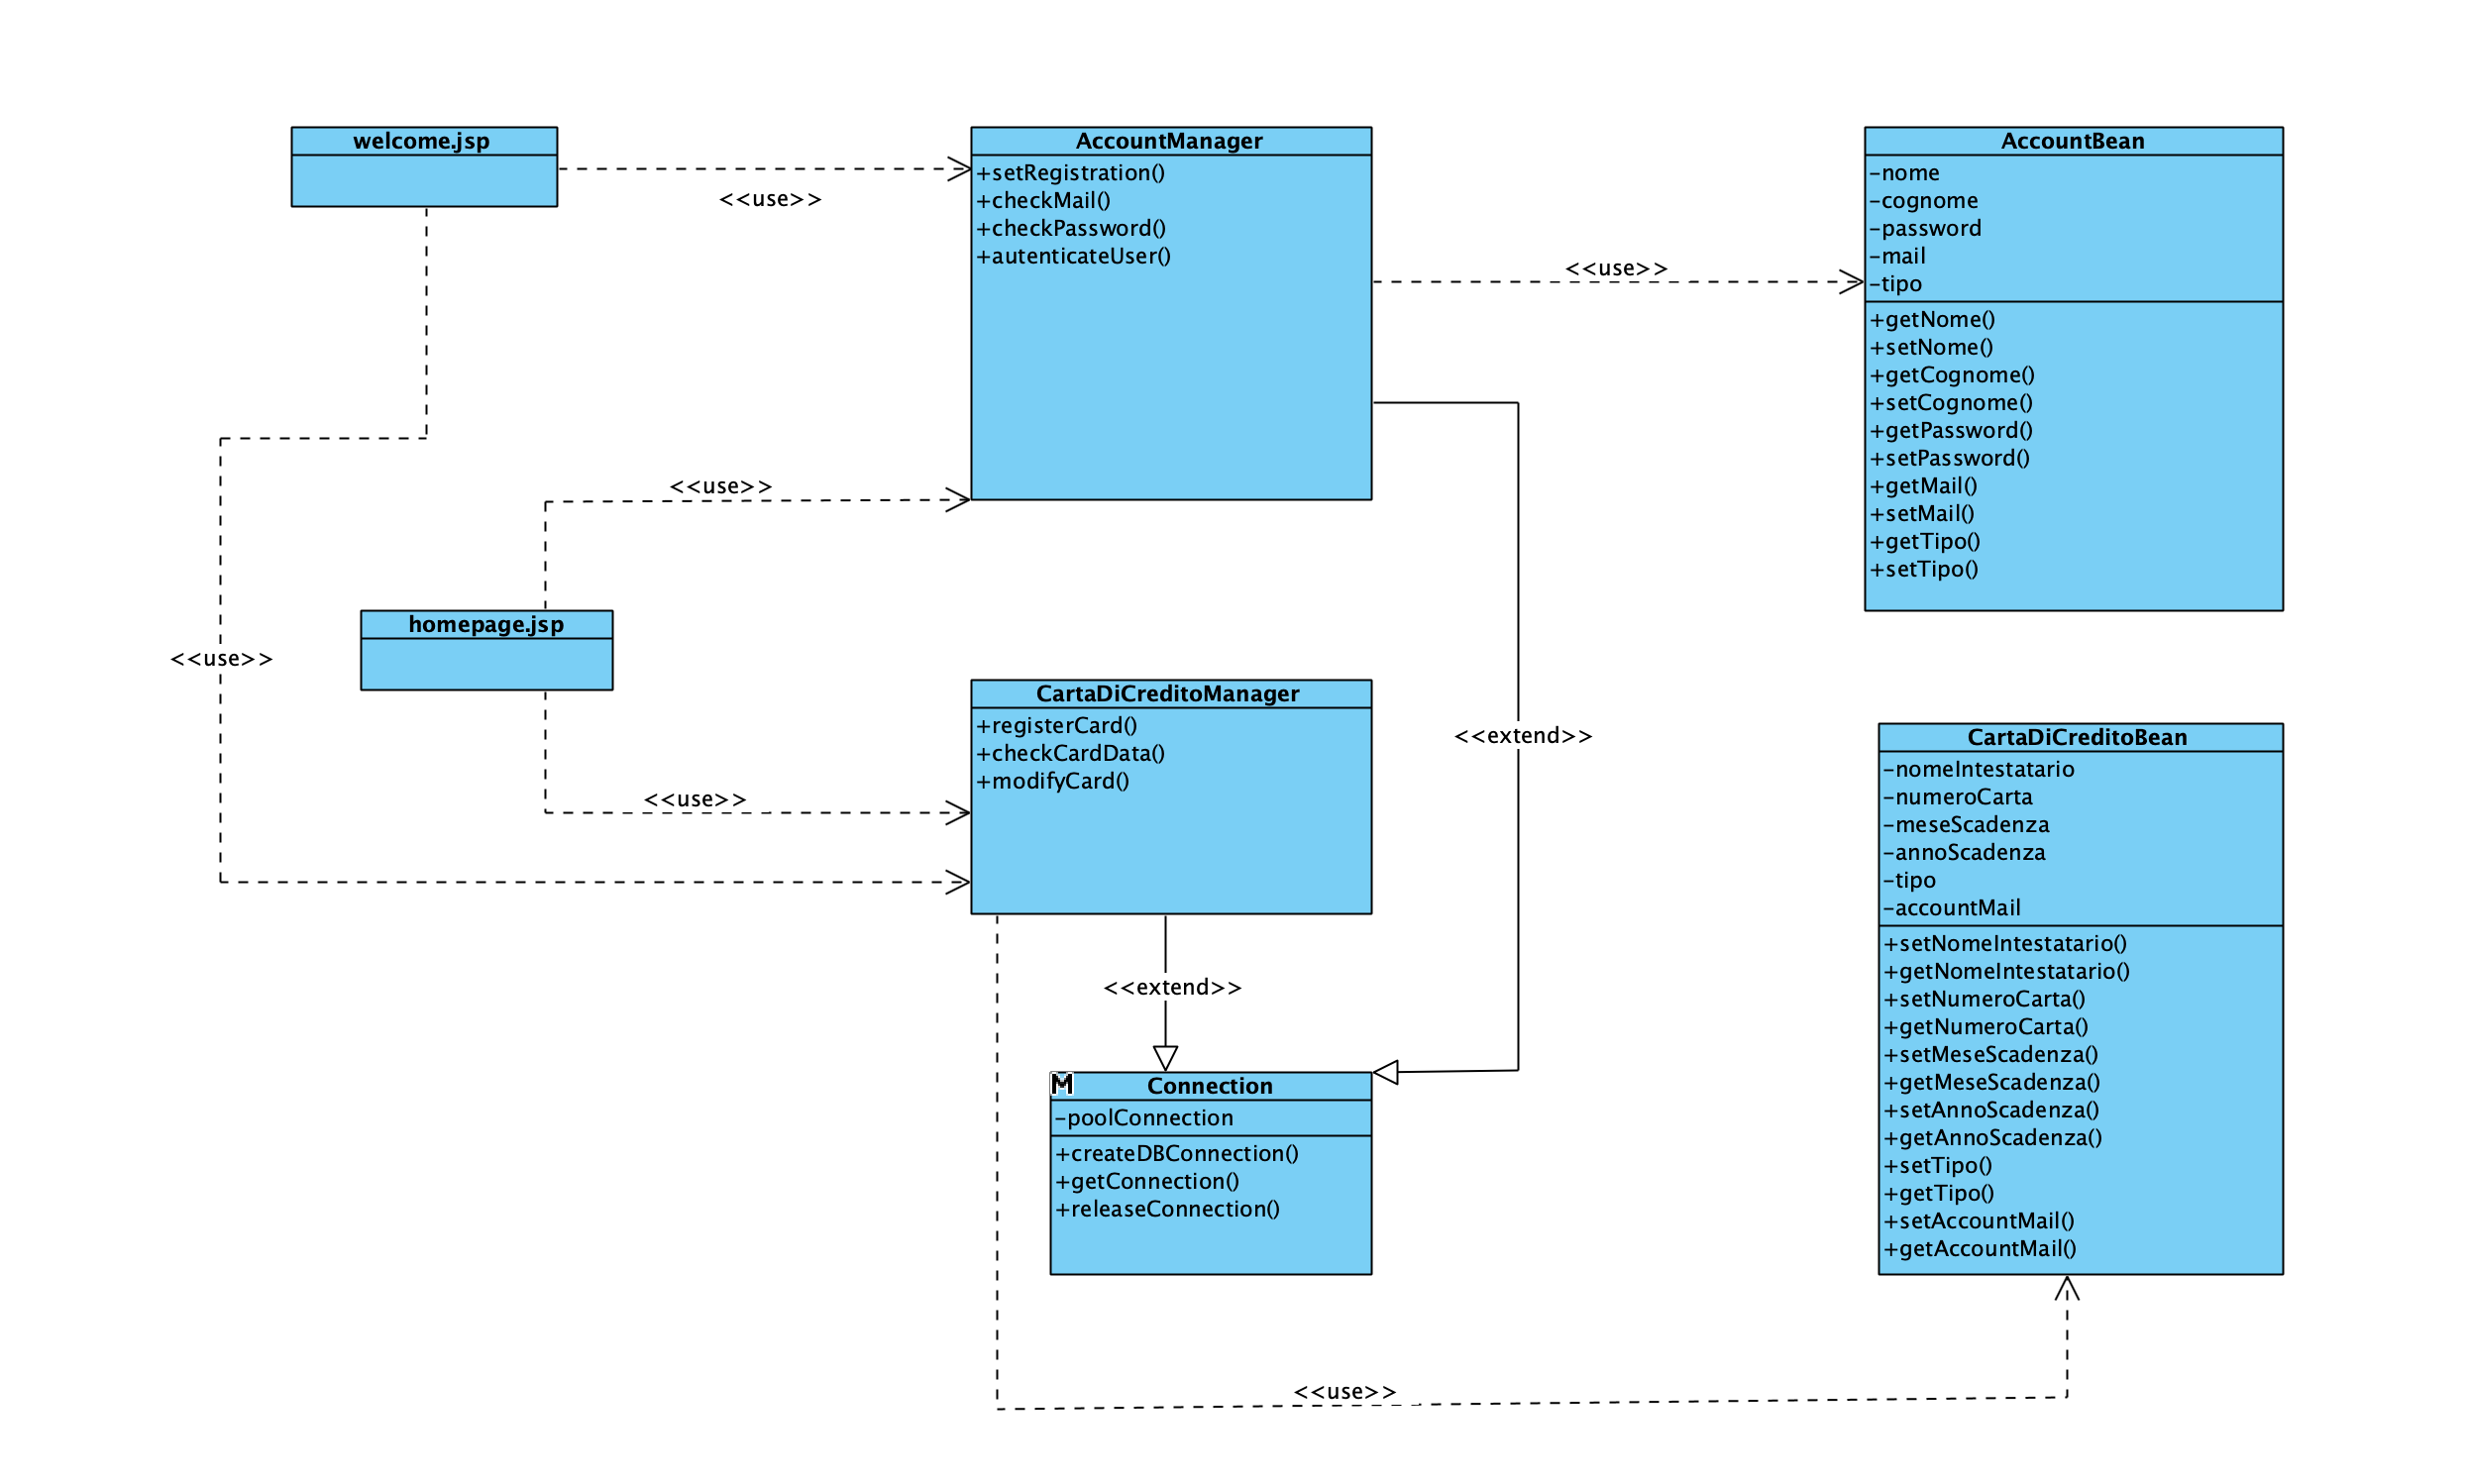 welcome.jsp
<<use>>
<<use>>
AccountManager
+setRegistration()
+checkMail()
+checkPassword()
+autenticateUser()
<<use>>
AccountBean
-nome
-cognome
-password
-mail
-tipo
+getNome()
+setNome()
+getCognome()
+setCognome()
+getPassword()
+setPassword()
+getMail()
+setMail()
+getTipo()
+setTipo()
homepage.jsp
<<use>>
<<use>>
CartaDiCreditoManager
+registerCard()
+checkCardData()
+modifyCard()
<<extend>>
<<extend>>
Connection
M
-poolConnection
+createDBConnection()
+getConnection()
+releaseConnection()
CartaDiCreditoBean
-nomeIntestatario
-numeroCarta
-meseScadenza
-annoScadenza
-tipo
-accountMail
+setNomeIntestatario()
+getNomeIntestatario()
+setNumeroCarta()
+getNumeroCarta()
+setMeseScadenza()
+getMeseScadenza()
+setAnnoScadenza()
+getAnnoScadenza()
+setTipo()
+getTipo()
+setAccountMail()
+getAccountMail()
<<use>>